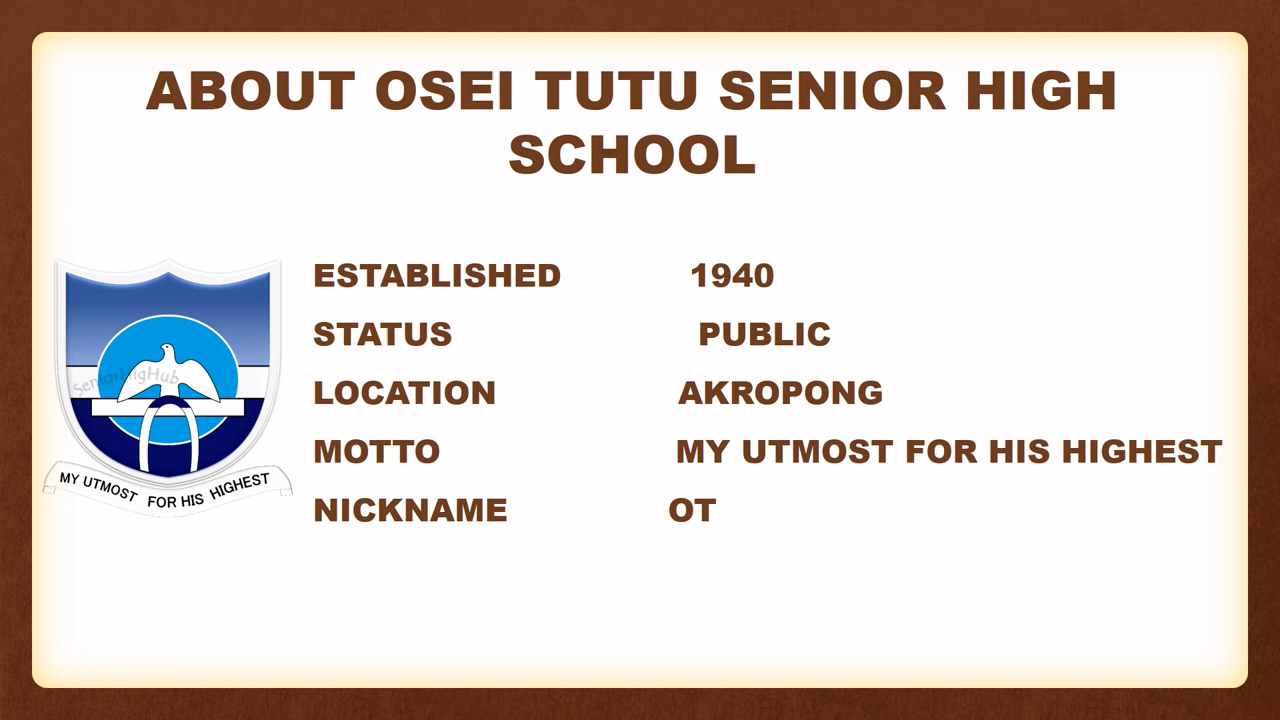 ABOUT OSEI TUTU SENIOR HIGH
SCHOOL
ESTABLISHED 1940
STATUS PUBLIC
LOCATION AKROPONG
MOTTO MY UTMOST FOR HIS HIGHEST
NICKNAME OT
SeniorHigHub
MY UTMOST FOR HIS HIGHEST